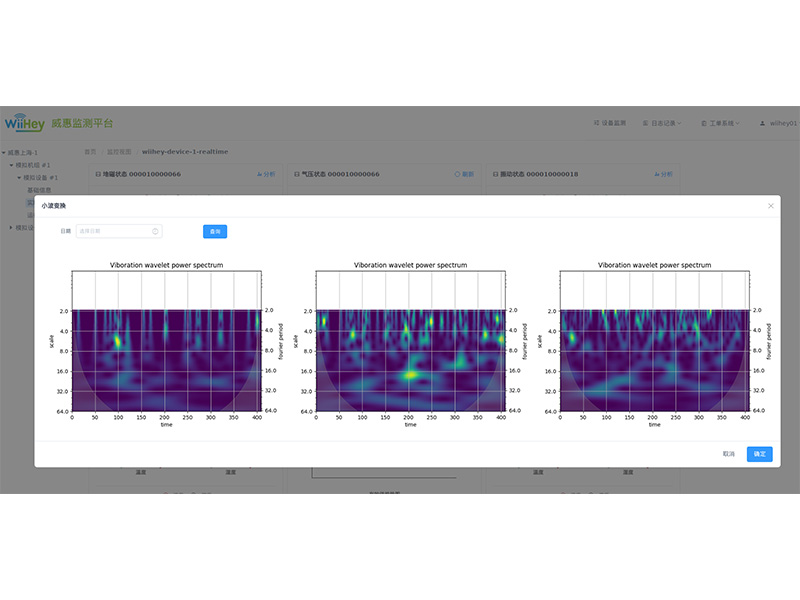 WiiHey 威惠监测平台
设备监测 日志记录 工单系统 wiihey01
威惠上海-1
模拟机组 #1
模拟设备 #1
基础信息
首页 监控视图 wiihey-device-1-realtime
000010000066 分析
气压状态 000010000066 刷新
振动状态 000010000018 分析
小波变换
日期 选择日期 查询
Viboration wavelet power spectrum
scale
2.0
4.0
8.0
16.0
32.0
64.0
0 50 100 150 200 250 300 350 400
time
2.0
4.0
8.0
16.0
32.0
64.0
fourier period
Viboration wavelet power spectrum
scale
2.0
4.0
8.0
16.0
32.0
64.0
0 50 100 150 200 250 300 350 400
time
2.0
4.0
8.0
16.0
32.0
64.0
fourier period
Viboration wavelet power spectrum
scale
2.0
4.0
8.0
16.0
32.0
64.0
0 50 100 150 200 250 300 350 400
time
2.0
4.0
8.0
16.0
32.0
64.0
fourier period
取消 确定
温度 湿度 温度 湿度